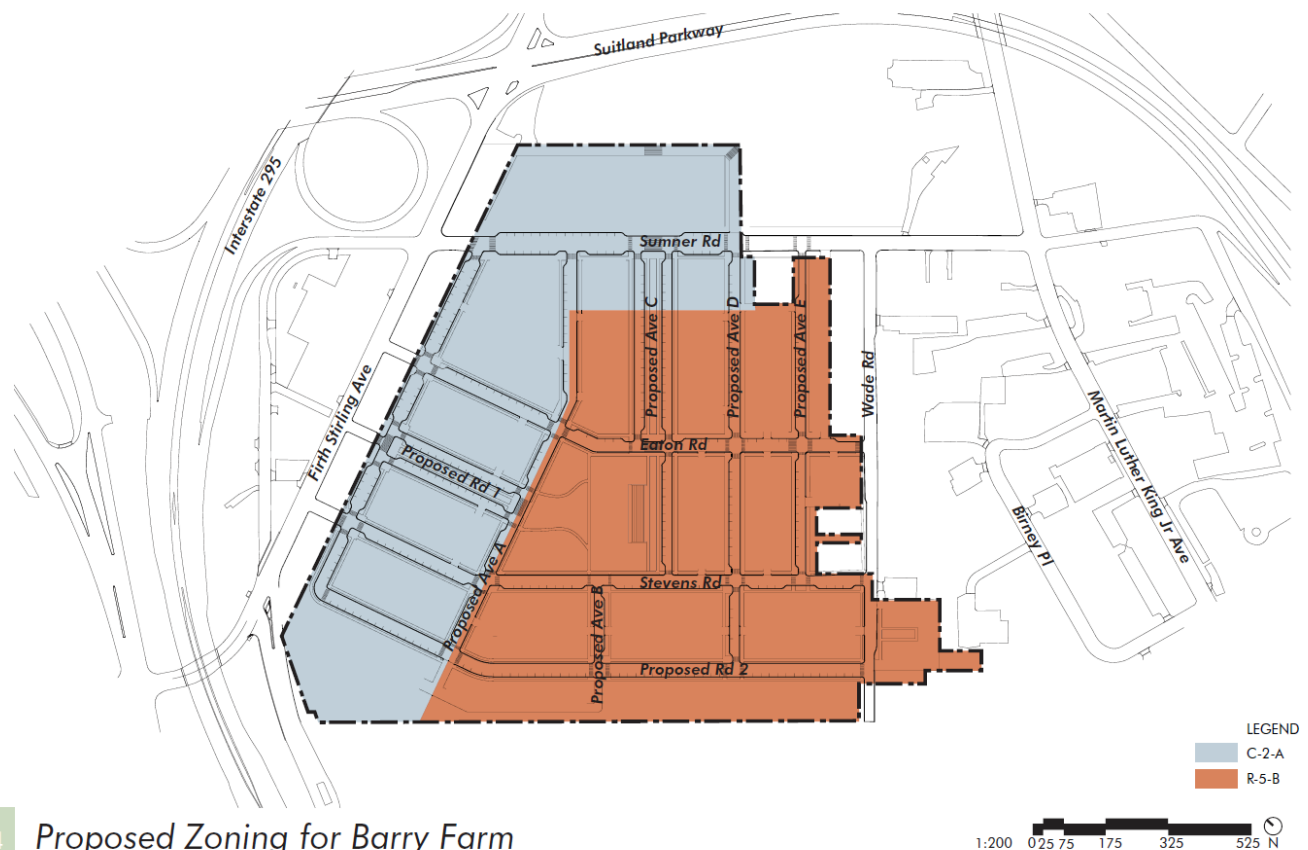 Suitland Parkway
Interstate 295
Sumner Rd
Proposed Ave C
Proposed Ave D
Proposed Ave E
Wade Rd
Firth Stirling Ave
Eaton Rd
Proposed Rd 1
Martin Luther King Jr Ave
Birney Pl
Proposed Ave A
Stevens Rd
Proposed Ave B
Proposed Rd 2
LEGEND
C-2-A
R-5-B
Proposed Zoning for Barry Farm
1:200 0 25 75 175 325 525 N